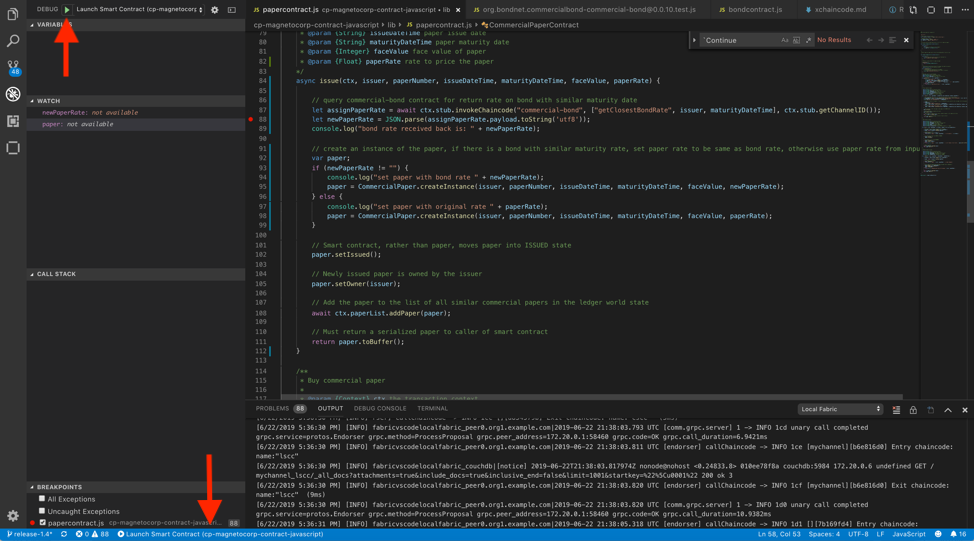 DEBUG Launch Smart Contract (cp-magnetocorp
papercontract.js cp-magnetocorp-contract-javascript • lib
org.bondnet.commercialbond-commercial-bond@0.0.10.test.js
bondcontract.js
xchaincode.md
R
cp-magnetocorp-contract-javascript › lib › JS papercontract.js › CommercialPaperContract
VARIABLES
WATCH
newPaperRate: not available
paper: not available
CALL STACK
BREAKPOINTS
All Exceptions
Uncaught Exceptions
papercontract.js cp-magnetocorp-contract-javascri... 88
48
`Continue
Aa
No Results
79 * @param {String} issueDateTime paper issue date
80 * @param {String} maturityDateTime paper maturity date
81 * @param {Integer} faceValue face value of paper
82 * @param {Float} paperRate rate to price the paper
83 */
84 async issue(ctx, issuer, paperNumber, issueDateTime, maturityDateTime, faceValue, paperRate) {
85
86 // query commercial-bond contract for return rate on bond with similar maturity date
87 let assignPaperRate = await ctx.stub.invokeChaincode("commercial-bond", ["getClosestBondRate", issuer, maturityDateTime], ctx.stub.getChannelID());
88 let newPaperRate = JSON.parse(assignPaperRate.payload.toString('utf8'));
89 console.log("bond rate received back is: " + newPaperRate);
90
91 // create an instance of the paper, if there is a bond with similar maturity rate, set paper rate to be same as bond rate, otherwise use paper rate from inpu
92 var paper;
93 if (newPaperRate != "") {
94 console.log("set paper with bond rate " + newPaperRate);
95 paper = CommercialPaper.createInstance(issuer, paperNumber, issueDateTime, maturityDateTime, faceValue, newPaperRate);
96 } else {
97 console.log("set paper with original rate " + paperRate);
98 paper = CommercialPaper.createInstance(issuer, paperNumber, issueDateTime, maturityDateTime, faceValue, paperRate);
99 }
100
101 // Smart contract, rather than paper, moves paper into ISSUED state
102 paper.setIssued();
103
104 // Newly issued paper is owned by the issuer
105 paper.setOwner(issuer);
106
107 // Add the paper to the list of all similar commercial papers in the ledger world state
108 await ctx.paperList.addPaper(paper);
109
110 // Must return a serialized paper to caller of smart contract
111 return paper.toBuffer();
112 }
113
114 /**
115 * Buy commercial paper
116 *
117 * @param {Context} ctx the transaction context
PROBLEMS 88 OUTPUT DEBUG CONSOLE TERMINAL Local Fabric
[6/22/2019 5:36:30 PM] [INFO] fabricvscodelocalfabric_peer0.org1.example.com|2019-06-22 21:38:03.793 UTC [comm.grpc.server] 1 -> INFO 1cd unary call completed
grpc.service=protos.Endorser grpc.method=ProcessProposal grpc.peer_address=172.20.0.1:58460 grpc.code=OK grpc.call_duration=6.9421ms
[6/22/2019 5:36:30 PM] [INFO] fabricvscodelocalfabric_peer0.org1.example.com|2019-06-22 21:38:03.811 UTC [endorser] callChaincode -> INFO 1ce [mychannel][b6e816d0] Entry chaincode:
name:"lscc"
[6/22/2019 5:36:30 PM] [INFO] fabricvscodelocalfabric_couchdb|[notice] 2019-06-22T21:38:03.817974Z nonode@nohost <0.24833.8> 010ee78f8a couchdb:5984 172.20.0.6 undefined GET /
mychannel_lscc/_all_docs?attachments=true&include_docs=true&inclusive_end=false&limit=1001&startkey=%22%5Cu0001%22 200 ok 3
[6/22/2019 5:36:30 PM] [INFO] fabricvscodelocalfabric_peer0.org1.example.com|2019-06-22 21:38:03.820 UTC [endorser] callChaincode -> INFO 1cf [mychannel][b6e816d0] Exit chaincode:
name:"lscc" (9ms)
[6/22/2019 5:36:30 PM] [INFO] fabricvscodelocalfabric_peer0.org1.example.com|2019-06-22 21:38:03.820 UTC [comm.grpc.server] 1 -> INFO 1d0 unary call completed
grpc.service=protos.Endorser grpc.method=ProcessProposal grpc.peer_address=172.20.0.1:58460 grpc.code=OK grpc.call_duration=10.9382ms
[6/22/2019 5:36:31 PM] [INFO] fabricvscodelocalfabric_peer0.org1.example.com|2019-06-22 21:38:05.318 UTC [endorser] callChaincode -> INFO 1d1 [][7b169fd4] Entry chaincode:
release-1.4* 0 88 Launch Smart Contract (cp-magnetocorp-contract-javascript) Ln 58, Col 53 Spaces: 4 UTF-8 LF JavaScript 16